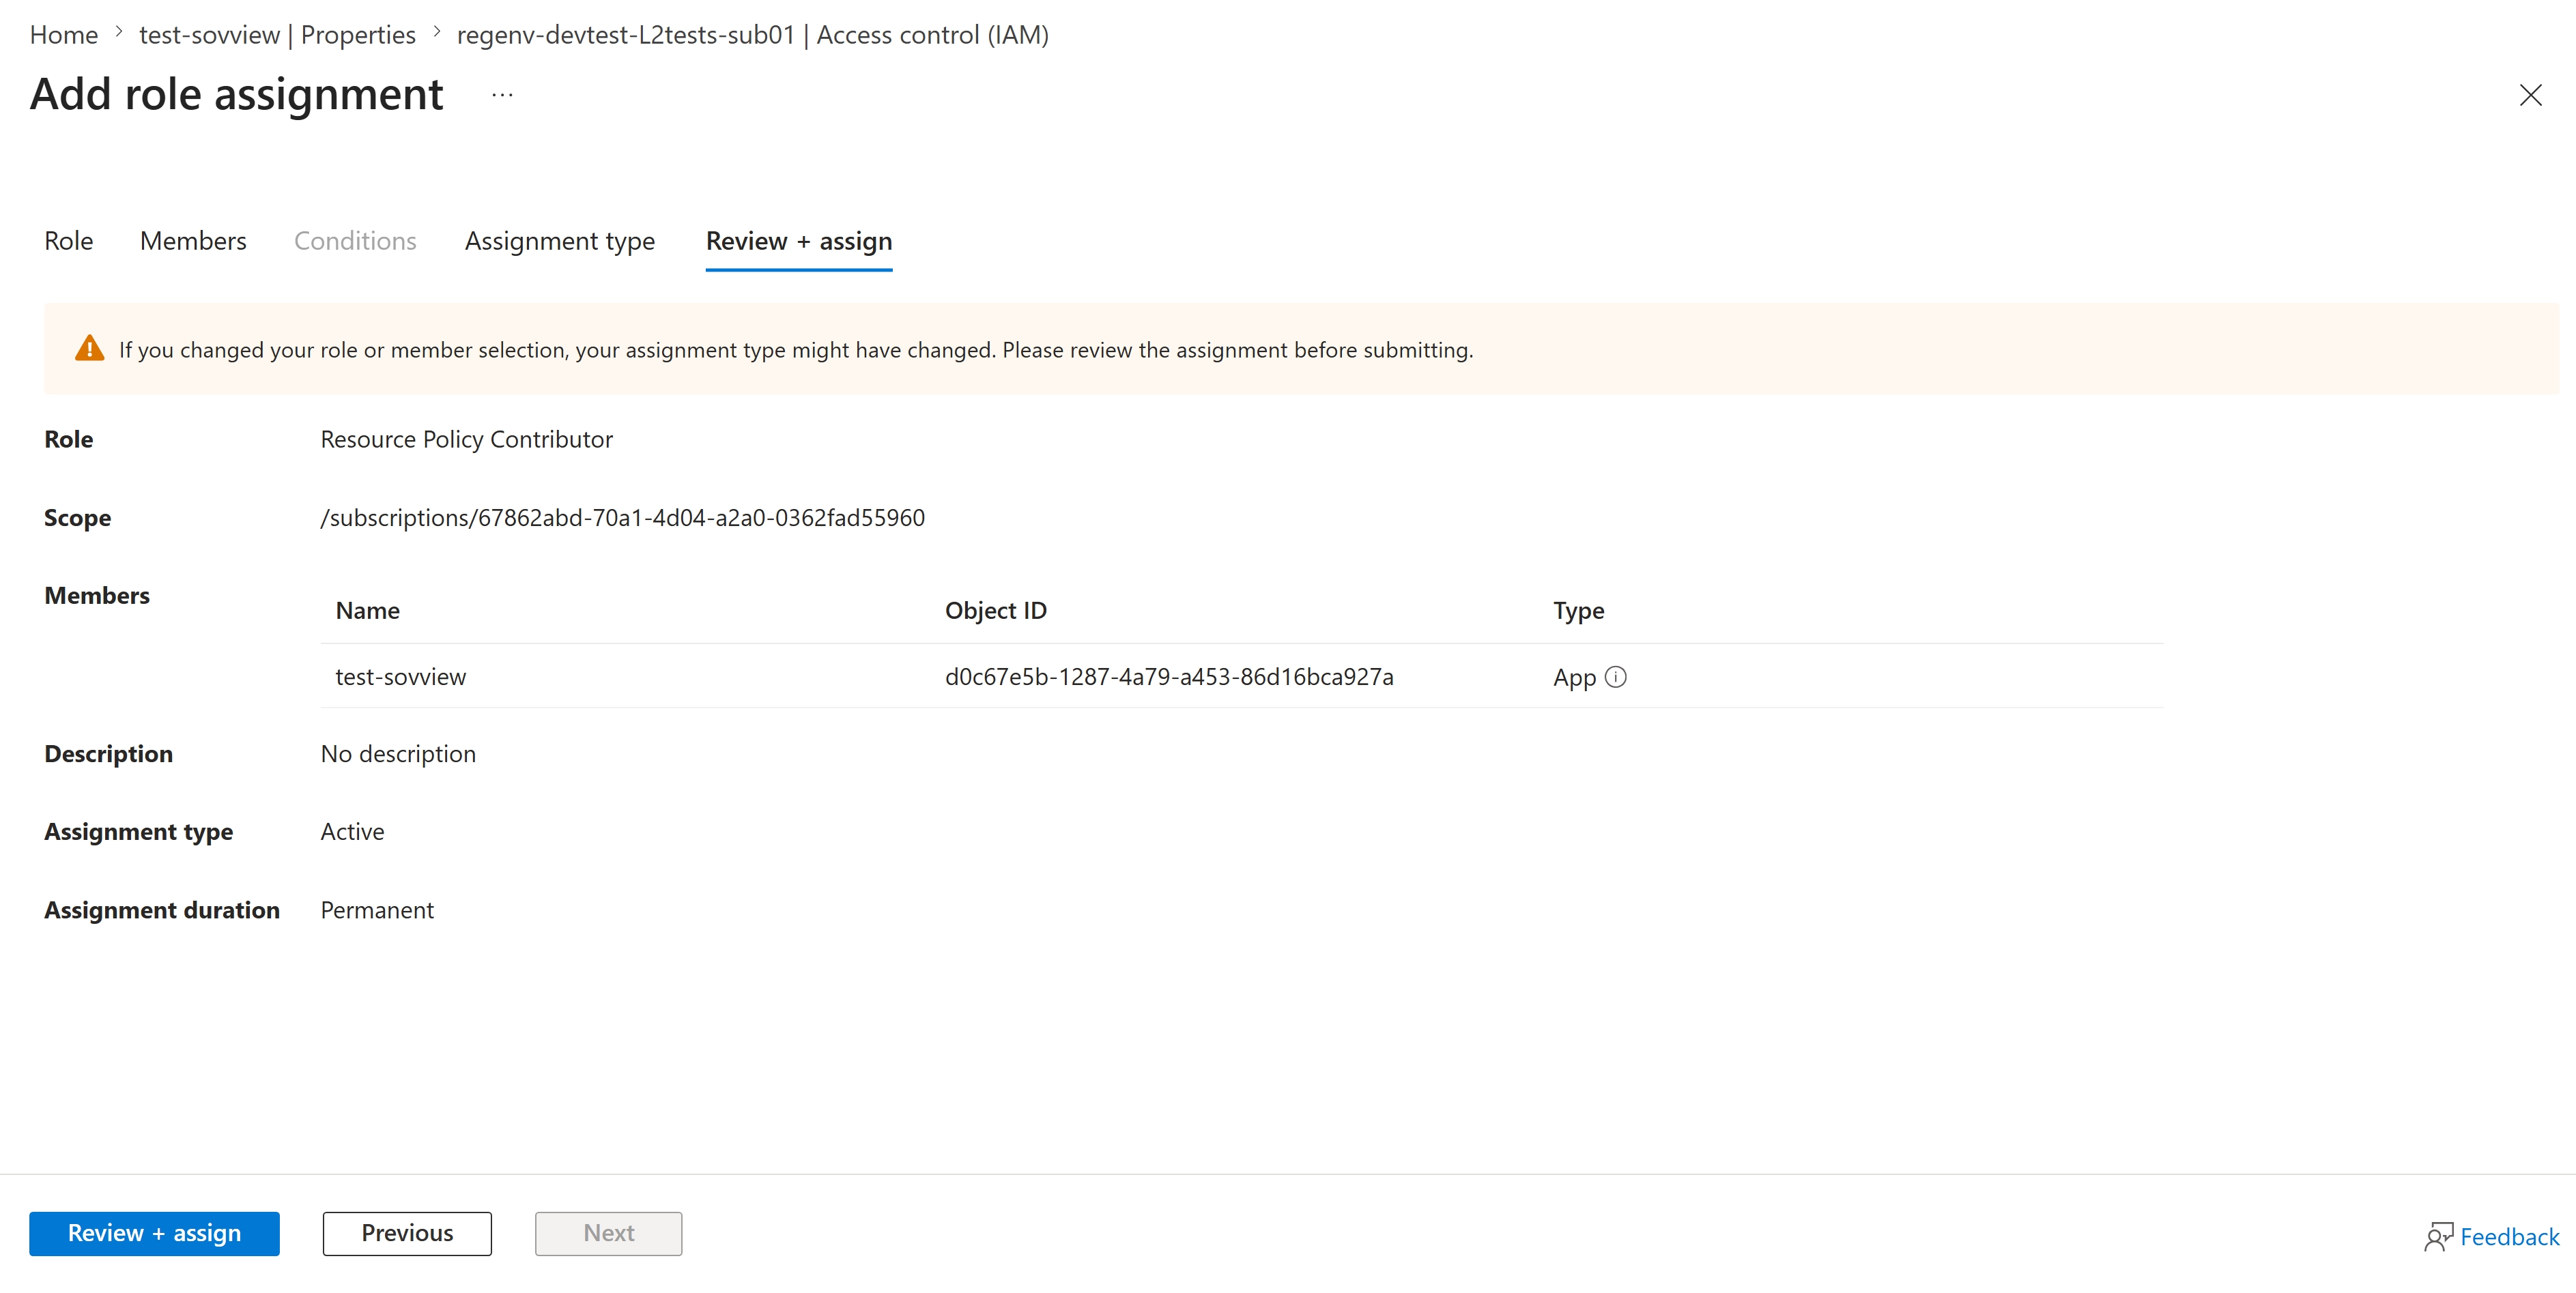 Home > test-sovview | Properties > regenv-devtest-L2tests-sub01 | Access control (IAM)
Add role assignment ...
Role Members Conditions Assignment type Review + assign
If you changed your role or member selection, your assignment type might have changed. Please review the assignment before submitting.
Role Resource Policy Contributor
Scope /subscriptions/67862abd-70a1-4d04-a2a0-0362fad55960
Members
Name Object ID Type
test-sovview d0c67e5b-1287-4a79-a453-86d16bca927a App
Description No description
Assignment type Active
Assignment duration Permanent
Review + assign Previous Next Feedback